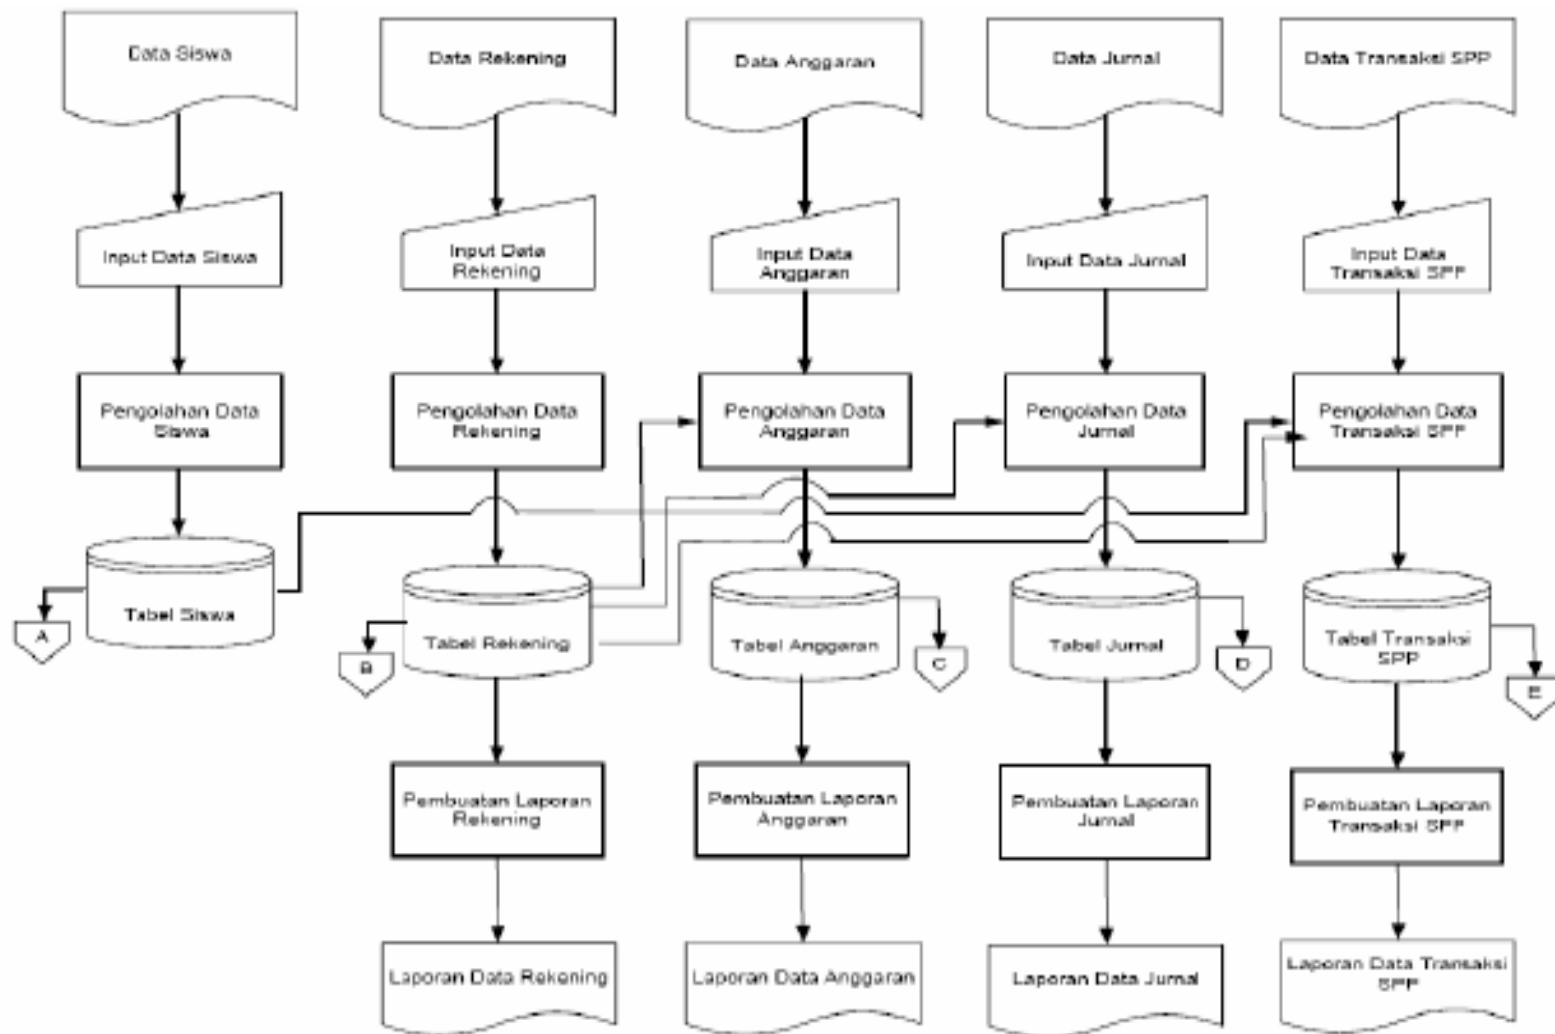 Data Siswa
Data Rekening
Data Anggaran
Data Jurnal
Data Transaksi SPP
Input Data Siswa
Input Data
Rekening
Input Data
Anggaran
Input Data Jurnal
Input Data
Transaksi SPP
Pengolahan Data
Siswa
Pengolahan Data
Rekening
Pengolahan Data
Anggaran
Pengolahan Data
Jurnal
Pengolahan Data
Transaksi SPP
A
Tabel Siswa
B
Tabel Rekening
Tabel Anggaran
C
Tabel Jurnal
D
Tabel Transaksi
SPP
E
Pembuatan Laporan
Rekening
Pembuatan Laporan
Anggaran
Pembuatan Laporan
Jurnal
Pembuatan Laporan
Transaksi SPP
Laporan Data Rekening
Laporan Data Anggaran
Laporan Data Jurnal
Laporan Data Transaksi
SPP